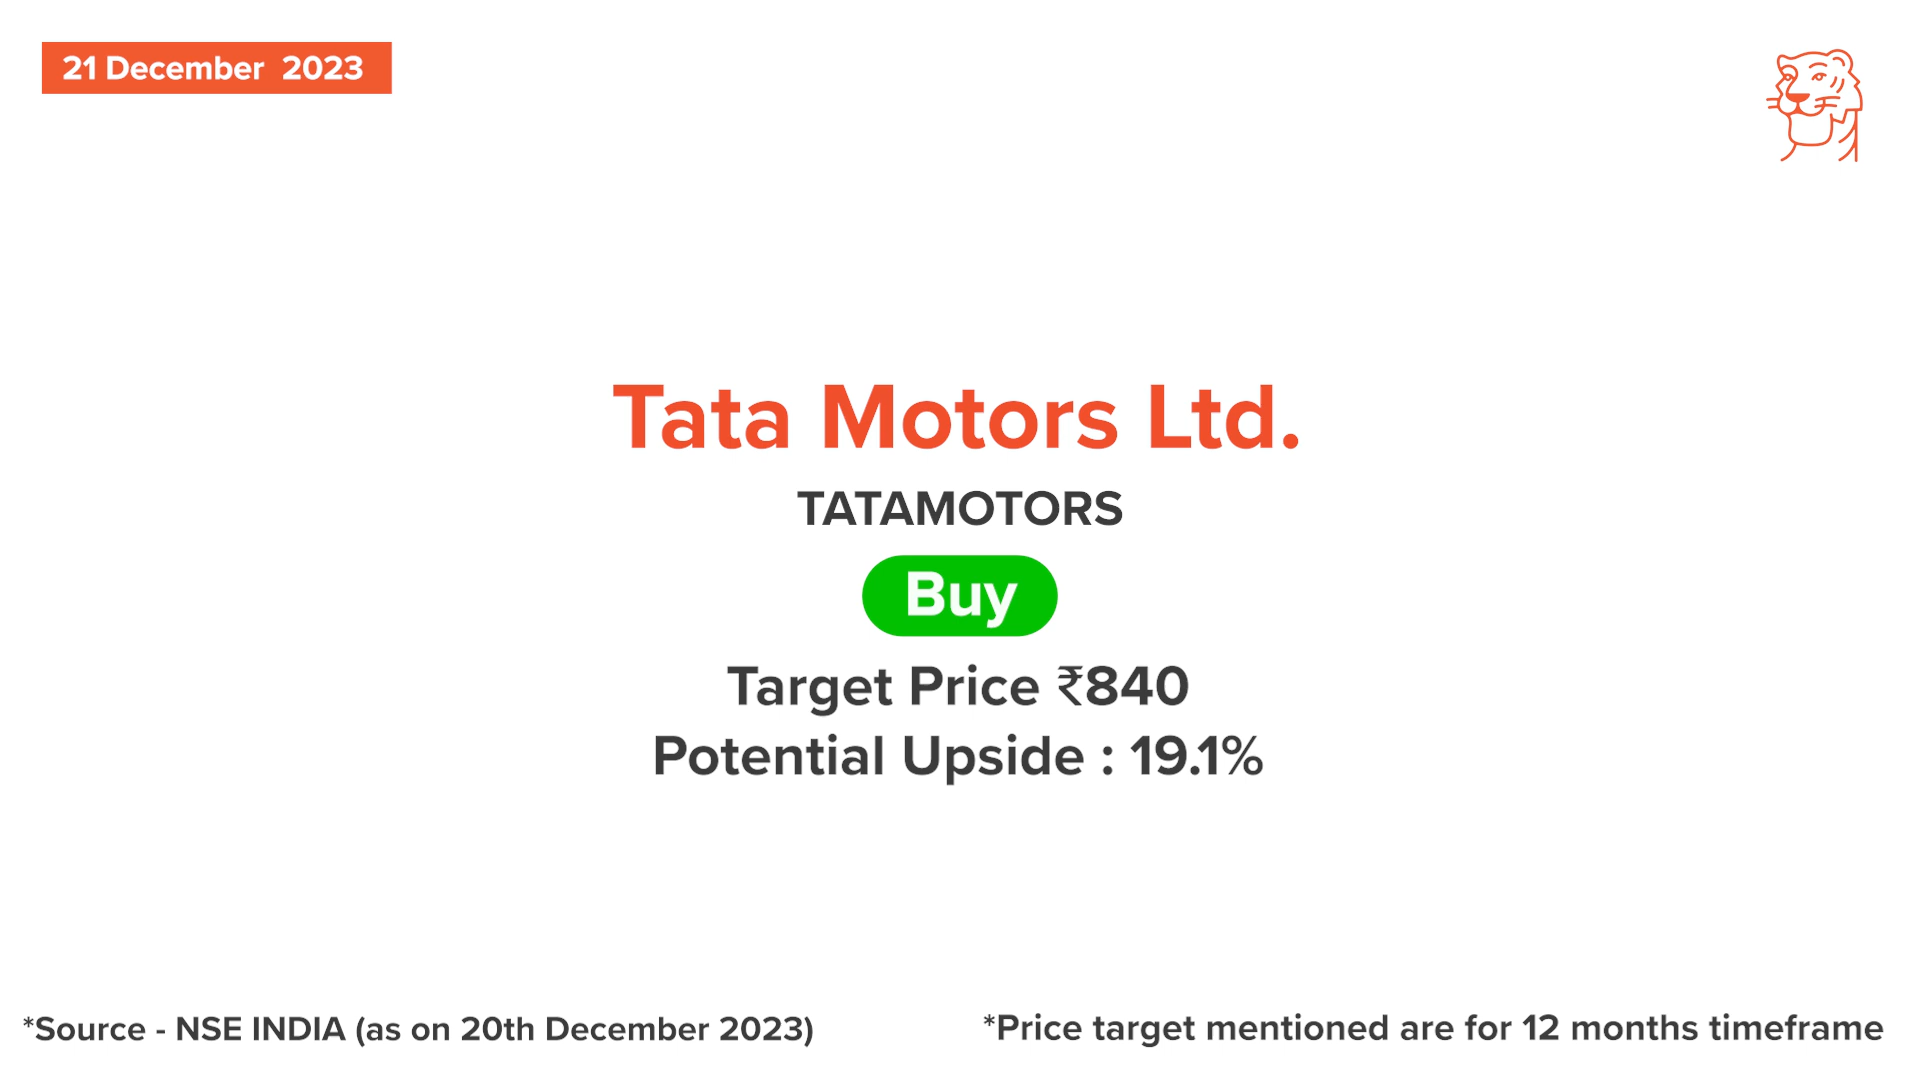 21 December 2023
Tata Motors Ltd.
TATAMOTORS
Buy
Target Price ₹840
Potential Upside : 19.1%
*Source - NSE INDIA (as on 20th December 2023)
*Price target mentioned are for 12 months timeframe